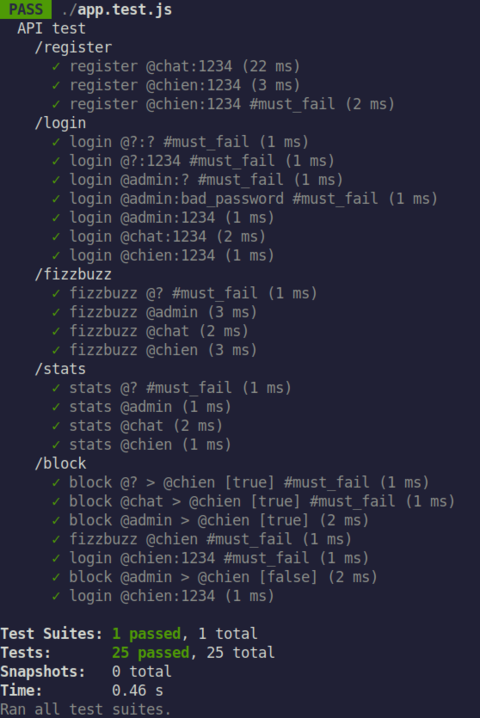 PASS ./app.test.js
API test
/register
✓ register @chat:1234 (22 ms)
✓ register @chien:1234 (3 ms)
✓ register @chien:1234 #must_fail (2 ms)
/login
✓ login @?:? #must_fail (1 ms)
✓ login @?:1234 #must_fail (1 ms)
✓ login @admin:? #must_fail (1 ms)
✓ login @admin:bad_password #must_fail (1 ms)
✓ login @admin:1234 (1 ms)
✓ login @chat:1234 (2 ms)
✓ login @chien:1234 (1 ms)
/fizzbuzz
✓ fizzbuzz @? #must_fail (1 ms)
✓ fizzbuzz @admin (3 ms)
✓ fizzbuzz @chat (2 ms)
✓ fizzbuzz @chien (3 ms)
/stats
✓ stats @? #must_fail (1 ms)
✓ stats @admin (1 ms)
✓ stats @chat (2 ms)
✓ stats @chien (1 ms)
/block
✓ block @? > @chien [true] #must_fail (1 ms)
✓ block @chat > @chien [true] #must_fail (1 ms)
✓ block @admin > @chien [true] (2 ms)
✓ fizzbuzz @chien #must_fail (1 ms)
✓ login @chien:1234 #must_fail (1 ms)
✓ block @admin > @chien [false] (2 ms)
✓ login @chien:1234 (1 ms)
Test Suites: 1 passed, 1 total
Tests: 25 passed, 25 total
Snapshots: 0 total
Time: 0.46 s
Ran all test suites.